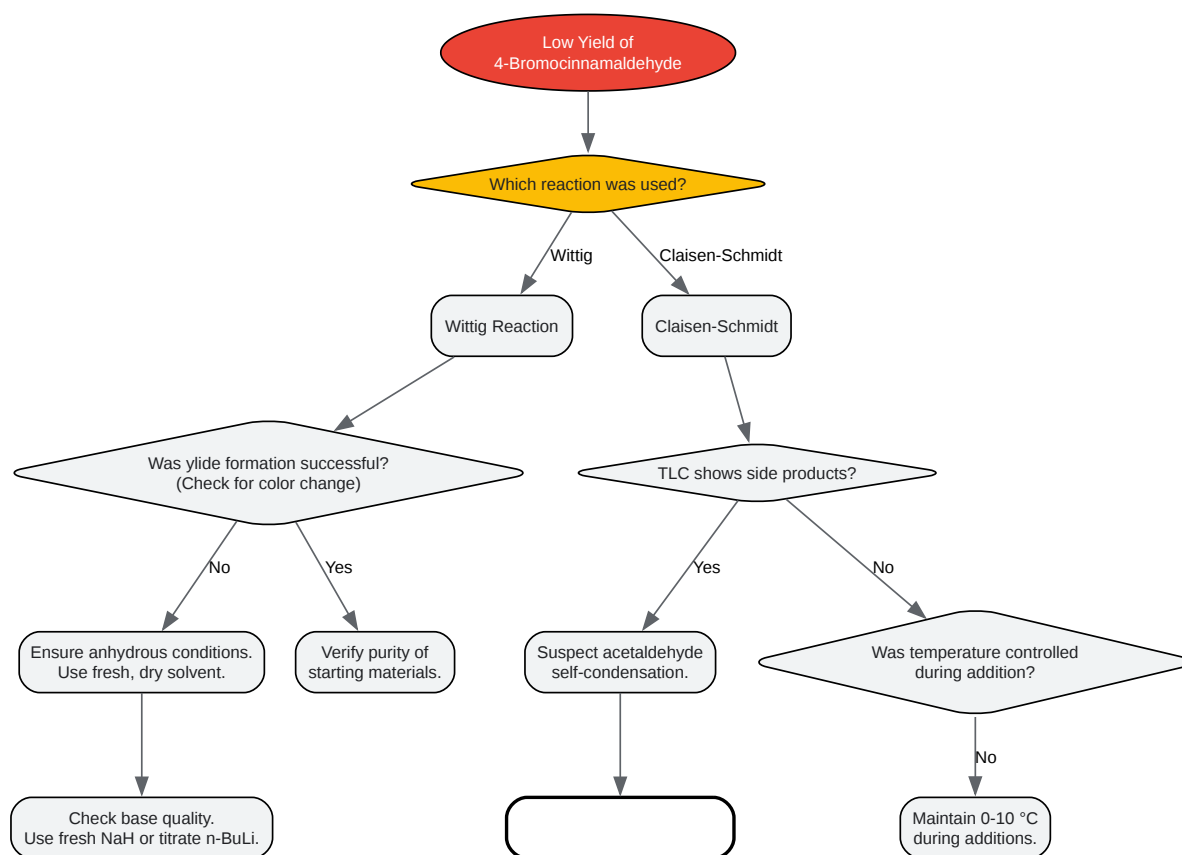 Low Yield of
4-Bromocinnamaldehyde
Which reaction was used?
Wittig
Claisen-Schmidt
Wittig Reaction
Claisen-Schmidt
Was ylide formation successful?
(Check for color change)
TLC shows side products?
No
Yes
Yes
No
Ensure anhydrous conditions.
Use fresh, dry solvent.
Verify purity of
starting materials.
Suspect acetaldehyde
self-condensation.
Was temperature controlled
during addition?
No
Check base quality.
Use fresh NaH or titrate n-BuLi.
Maintain 0-10 °C
during additions.